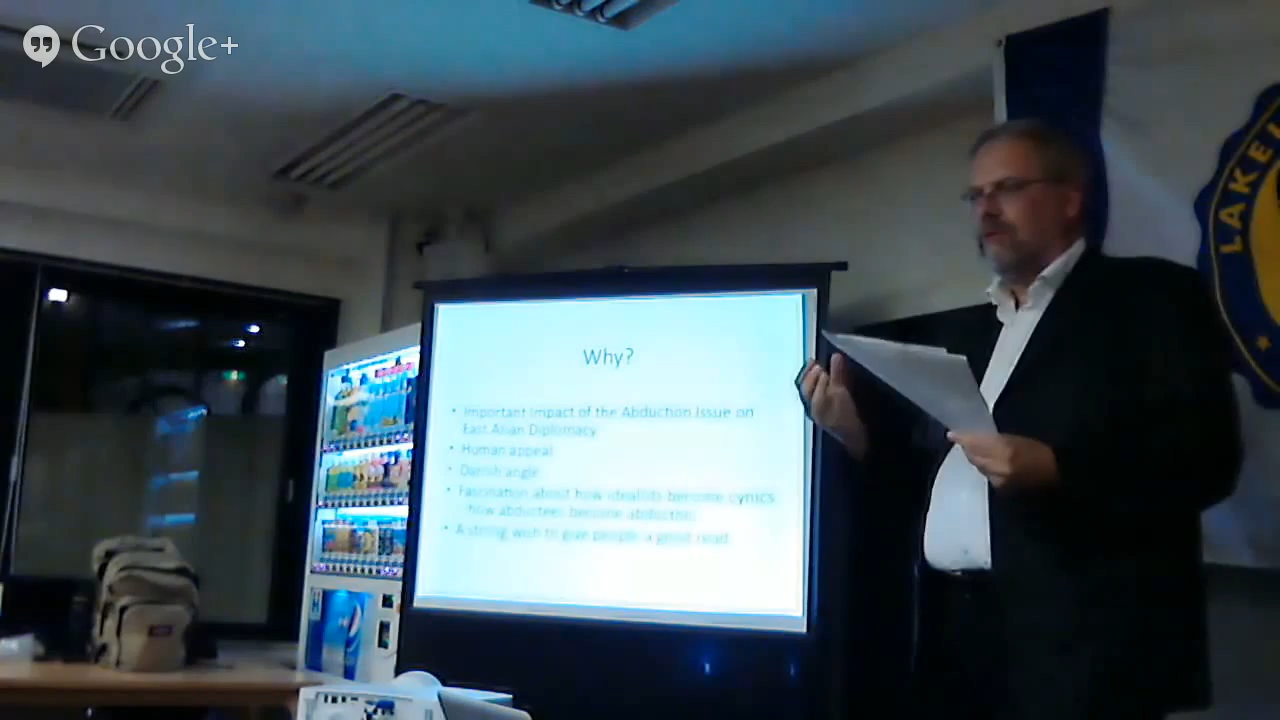 Google+
LAKEL
Why?
• Important Impact of the Abduction Issue on
East Asian Diplomacy
• Human appeal
• Danish angle
• Fascination about how idealists become cynics
how abductees become abductors
• A strong wish to give people a good read